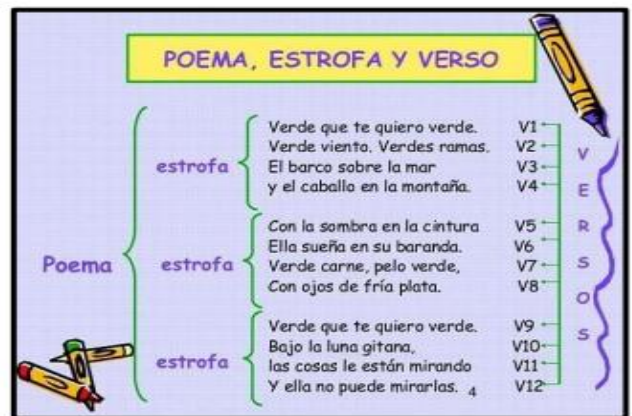 POEMA, ESTROFA Y VERSO
Poema
estrofa
Verde que te quiero verde. V1
Verde viento. Verdes ramas. V2
El barco sobre la mar V3
y el caballo en la montaña. V4
estrofa
Con la sombra en la cintura V5
Ella sueña en su baranda. V6
Verde carne, pelo verde, V7
Con ojos de fría plata. V8
estrofa
Verde que te quiero verde. V9
Bajo la luna gitana, V10
las cosas le están mirando V11
Y ella no puede mirarlas. V12
4
VERSOS